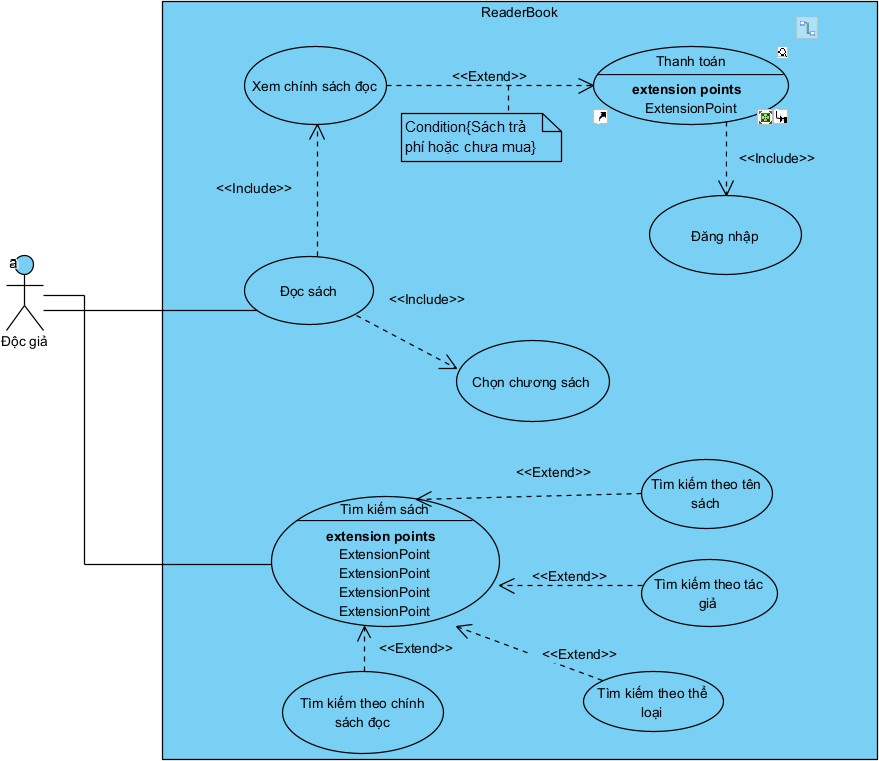 ReaderBook
Xem chính sách đọc
<<Extend>>
Thanh toán
extension points
ExtensionPoint
Condition{Sách trả
phí hoặc chưa mua}
<<Include>>
<<Include>>
Đăng nhập
a
Độc giả
Đọc sách
<<Include>>
Chọn chương sách
<<Extend>>
Tìm kiếm theo tên
sách
Tìm kiếm sách
extension points
ExtensionPoint
ExtensionPoint
ExtensionPoint
ExtensionPoint
<<Extend>>
Tìm kiếm theo tác
giả
<<Extend>>
<<Extend>>
Tìm kiếm theo chính
sách đọc
Tìm kiếm theo thể
loại